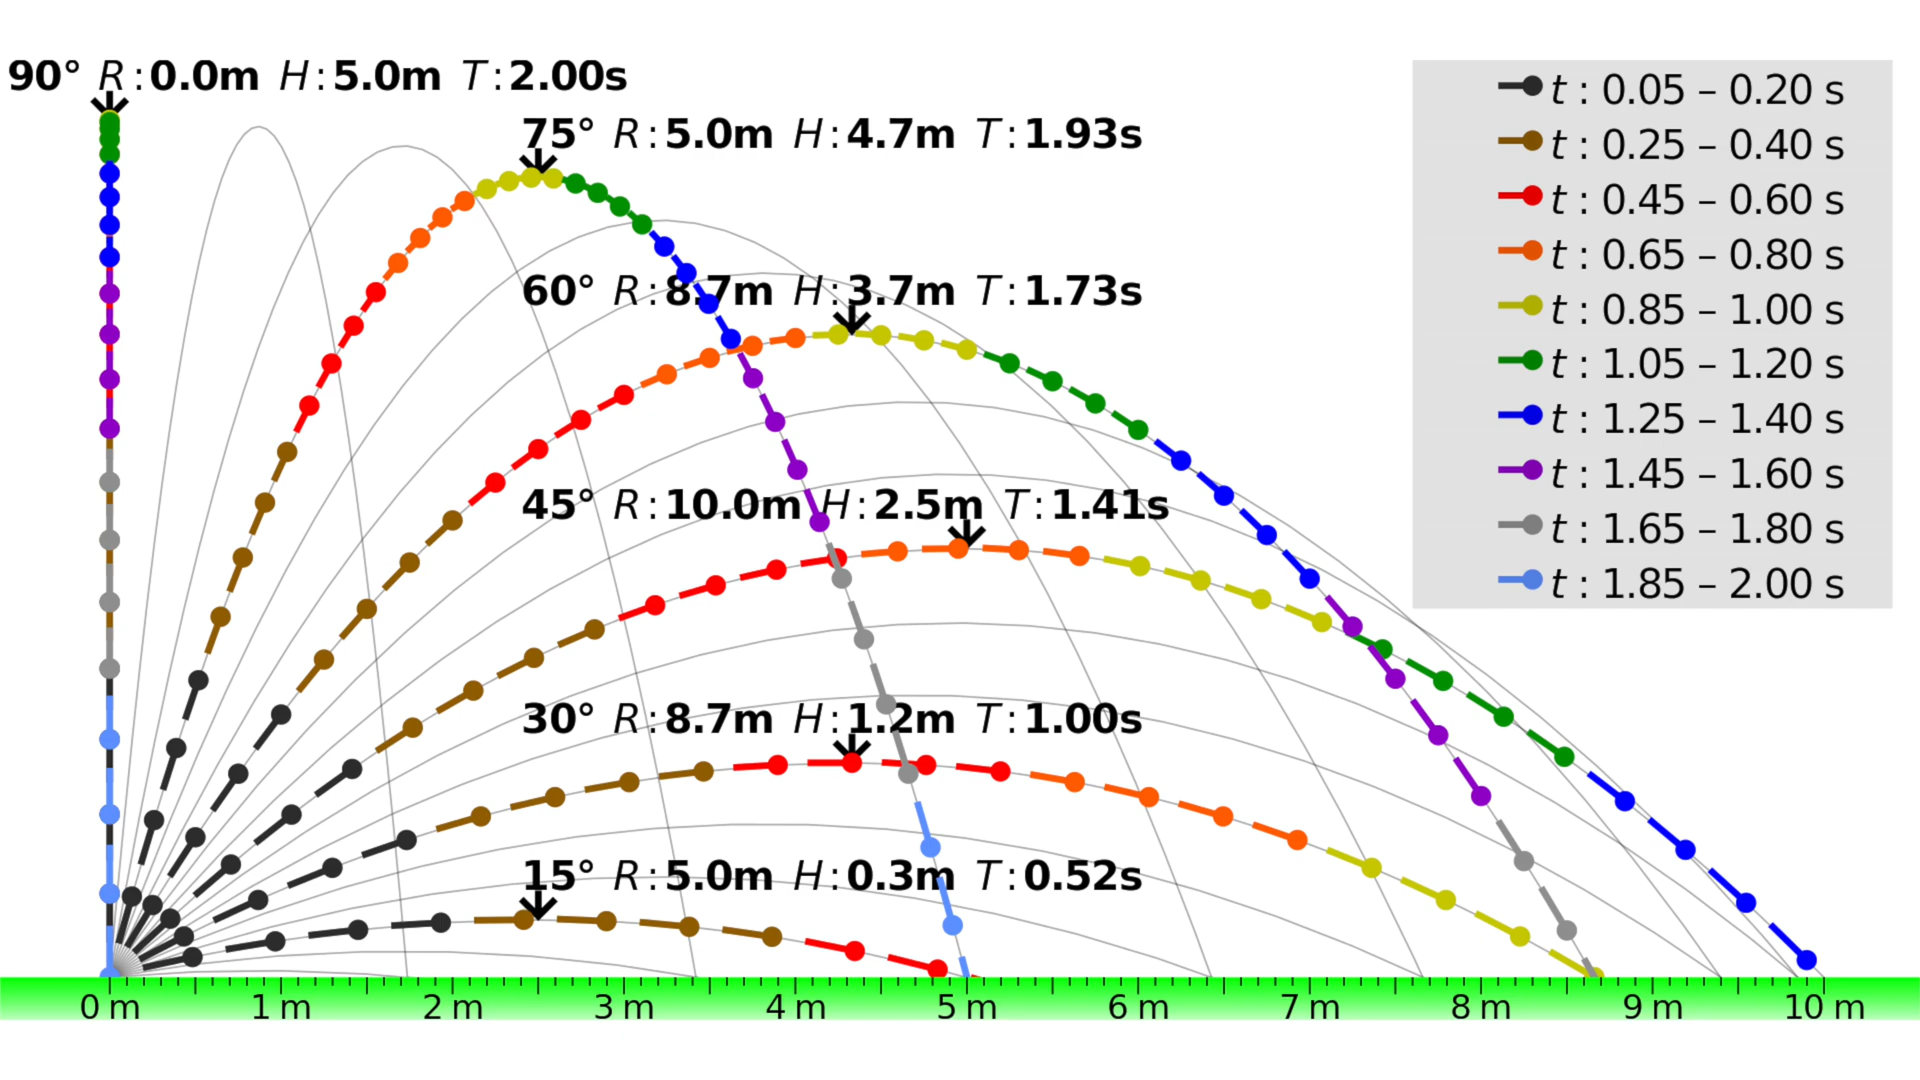 90° R: 0.0m H: 5.0m T: 2.00s
75° R: 5.0m H: 4.7m T: 1.93s
60° R: 8.7m H: 3.7m T: 1.73s
45° R: 10.0m H: 2.5m T: 1.41s
30° R: 8.7m H: 1.2m T: 1.00s
15° R: 5.0m H: 0.3m T: 0.52s
t : 0.05 – 0.20 s
t : 0.25 – 0.40 s
t : 0.45 – 0.60 s
t : 0.65 – 0.80 s
t : 0.85 – 1.00 s
t : 1.05 – 1.20 s
t : 1.25 – 1.40 s
t : 1.45 – 1.60 s
t : 1.65 – 1.80 s
t : 1.85 – 2.00 s
0 m 1 m 2 m 3 m 4 m 5 m 6 m 7 m 8 m 9 m 10 m